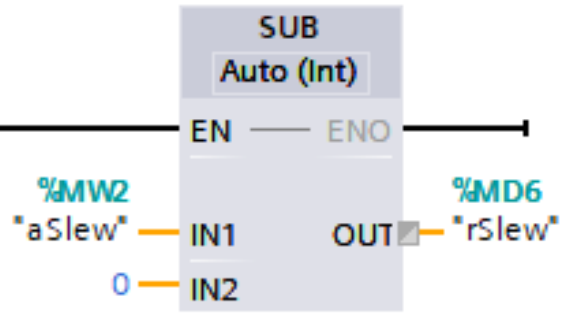 SUB
Auto (Int)
EN ENO
%MW2 %MD6
"aSlew" IN1 OUT "rSlew"
0 IN2